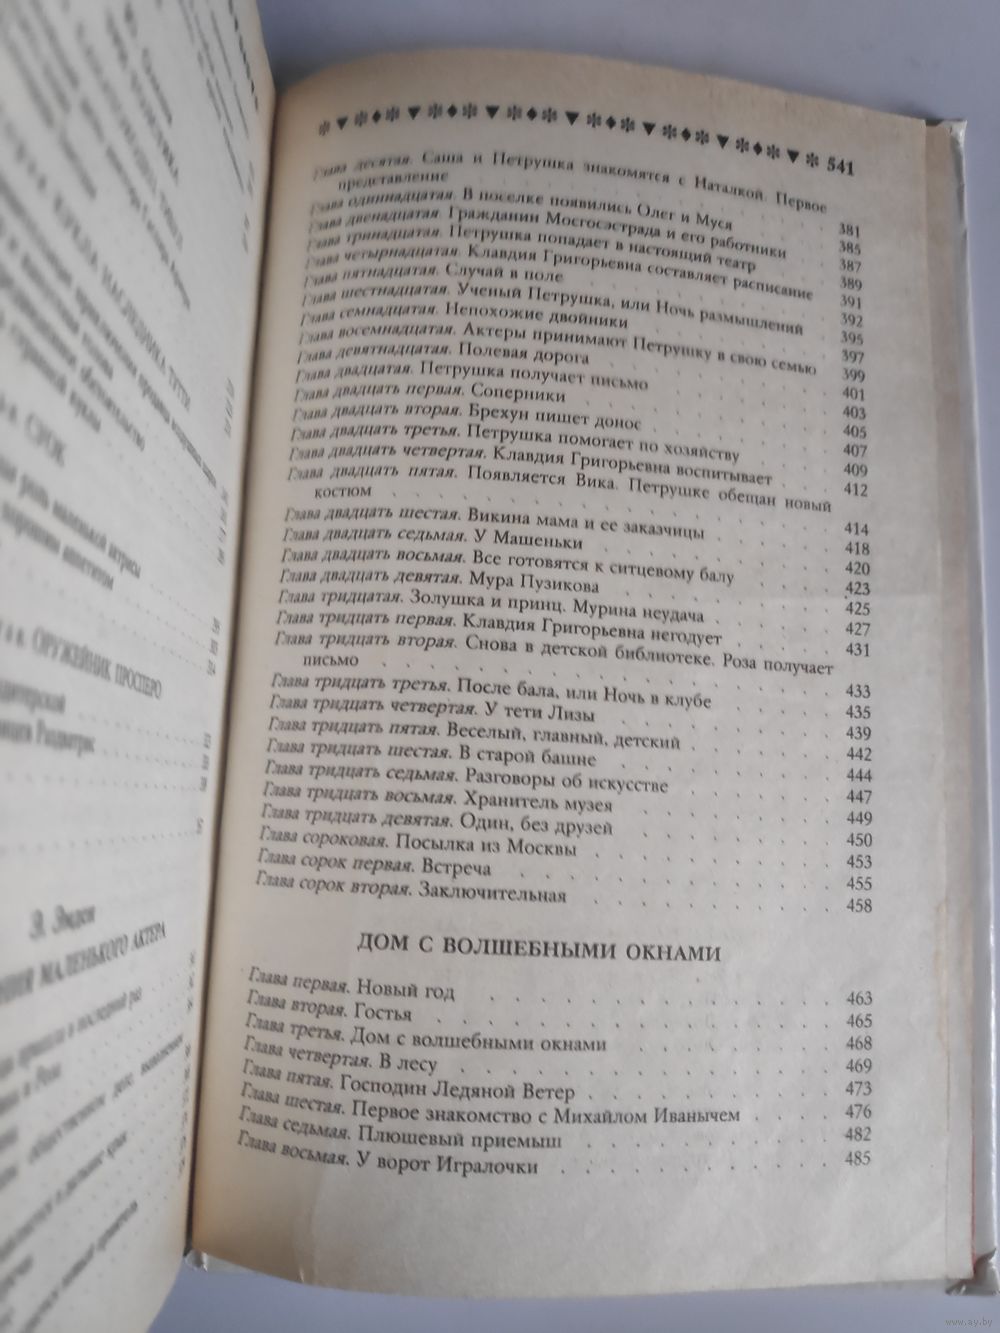 541
Глава десятая. Саша и Петрушка знакомятся с Наталкой. Первое
представление . . . 381
Глава одиннадцатая. В поселке появились Олег и Муся . . . 385
Глава двенадцатая. Гражданин Мосгосэстрада и его работники . . . 387
Глава тринадцатая. Петрушка попадает в настоящий театр . . . 389
Глава четырнадцатая. Клавдия Григорьевна составляет расписание 391
Глава пятнадцатая. Случай в поле . . . 392
Глава шестнадцатая. Ученый Петрушка, или Ночь размышлений 395
Глава семнадцатая. Непохожие двойники . . . 397
Глава восемнадцатая. Актеры принимают Петрушку в свою семью 399
Глава девятнадцатая. Полевая дорога . . . 401
Глава двадцатая. Петрушка получает письмо . . . 403
Глава двадцать первая. Соперники . . . 405
Глава двадцать вторая. Брехун пишет донос . . . 407
Глава двадцать третья. Петрушка помогает по хозяйству . . . 409
Глава двадцать четвертая. Клавдия Григорьевна воспитывает . . . 412
Глава двадцать пятая. Появляется Вика. Петрушке обещан новый
костюм . . . 414
Глава двадцать шестая. Викина мама и ее заказчицы . . . 418
Глава двадцать седьмая. У Машеньки . . . 420
Глава двадцать восьмая. Все готовятся к ситцевому балу . . . 423
Глава двадцать девятая. Мура Пузикова . . . 425
Глава тридцатая. Золушка и принц. Мурина неудача . . . 427
Глава тридцать первая. Клавдия Григорьевна негодует . . . 431
Глава тридцать вторая. Снова в детской библиотеке. Роза получает
письмо . . . 433
Глава тридцать третья. После бала, или Ночь в клубе . . . 435
Глава тридцать четвертая. У тети Лизы . . . 439
Глава тридцать пятая. Веселый, главный, детский . . . 442
Глава тридцать шестая. В старой башне . . . 444
Глава тридцать седьмая. Разговоры об искусстве . . . 447
Глава тридцать восьмая. Хранитель музея . . . 449
Глава тридцать девятая. Один, без друзей . . . 450
Глава сороковая. Посылка из Москвы . . . 453
Глава сорок первая. Встреча . . . 455
Глава сорок вторая. Заключительная . . . 458
ДОМ С ВОЛШЕБНЫМИ ОКНАМИ
Глава первая. Новый год . . . 463
Глава вторая. Гостья . . . 465
Глава третья. Дом с волшебными окнами . . . 468
Глава четвертая. В лесу . . . 469
Глава пятая. Господин Ледяной Ветер . . . 473
Глава шестая. Первое знакомство с Михайлом Иванычем . . . 476
Глава седьмая. Плюшевый приемыш . . . 482
Глава восьмая. У ворот Игралочки . . . 485
НАСЛЕДНИКА ТУТТИ
СРОК
ОРУЖЕЙНИК ПРОСПЕРО
Э. Эмден
МАЛЕНЬКОГО АКТЕРА
www.ay.by